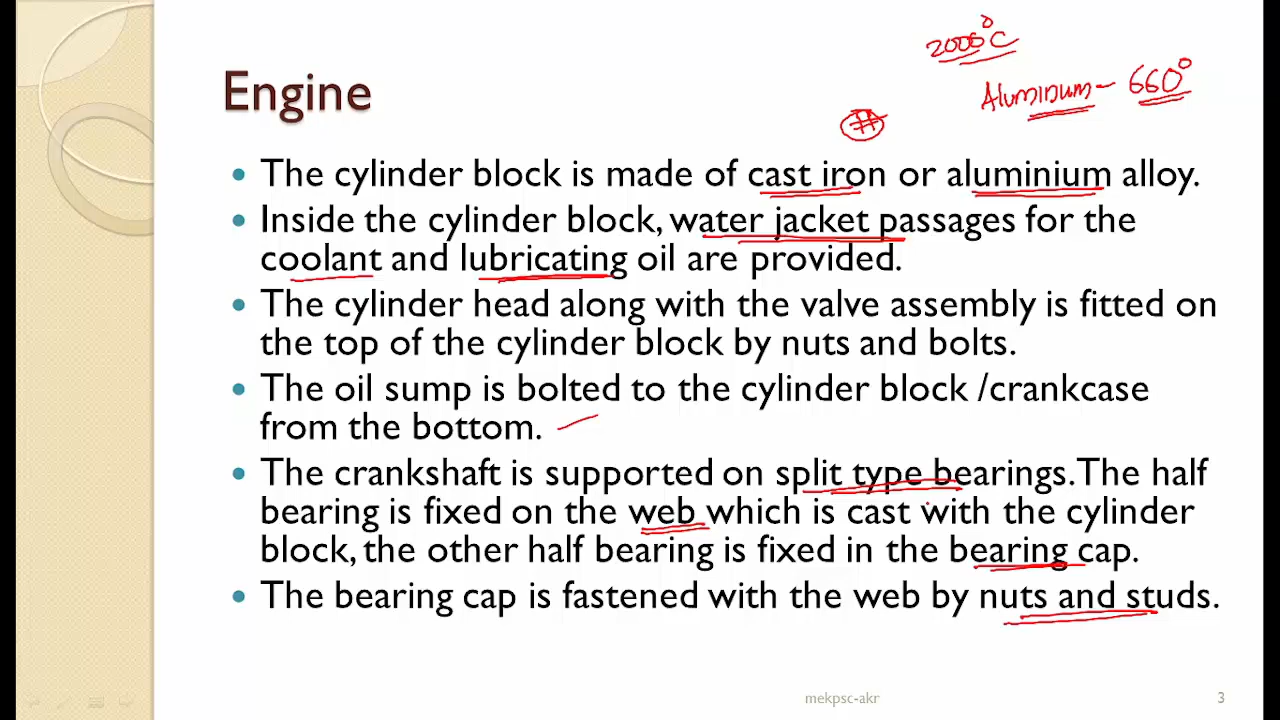 2000°C
Aluminum - 660°
Engine
#
• The cylinder block is made of cast iron or aluminium alloy.
• Inside the cylinder block, water jacket passages for the
coolant and lubricating oil are provided.
• The cylinder head along with the valve assembly is fitted on
the top of the cylinder block by nuts and bolts.
• The oil sump is bolted to the cylinder block /crankcase
from the bottom.
• The crankshaft is supported on split type bearings. The half
bearing is fixed on the web which is cast with the cylinder
block, the other half bearing is fixed in the bearing cap.
• The bearing cap is fastened with the web by nuts and studs.
mekpsc-akr 3